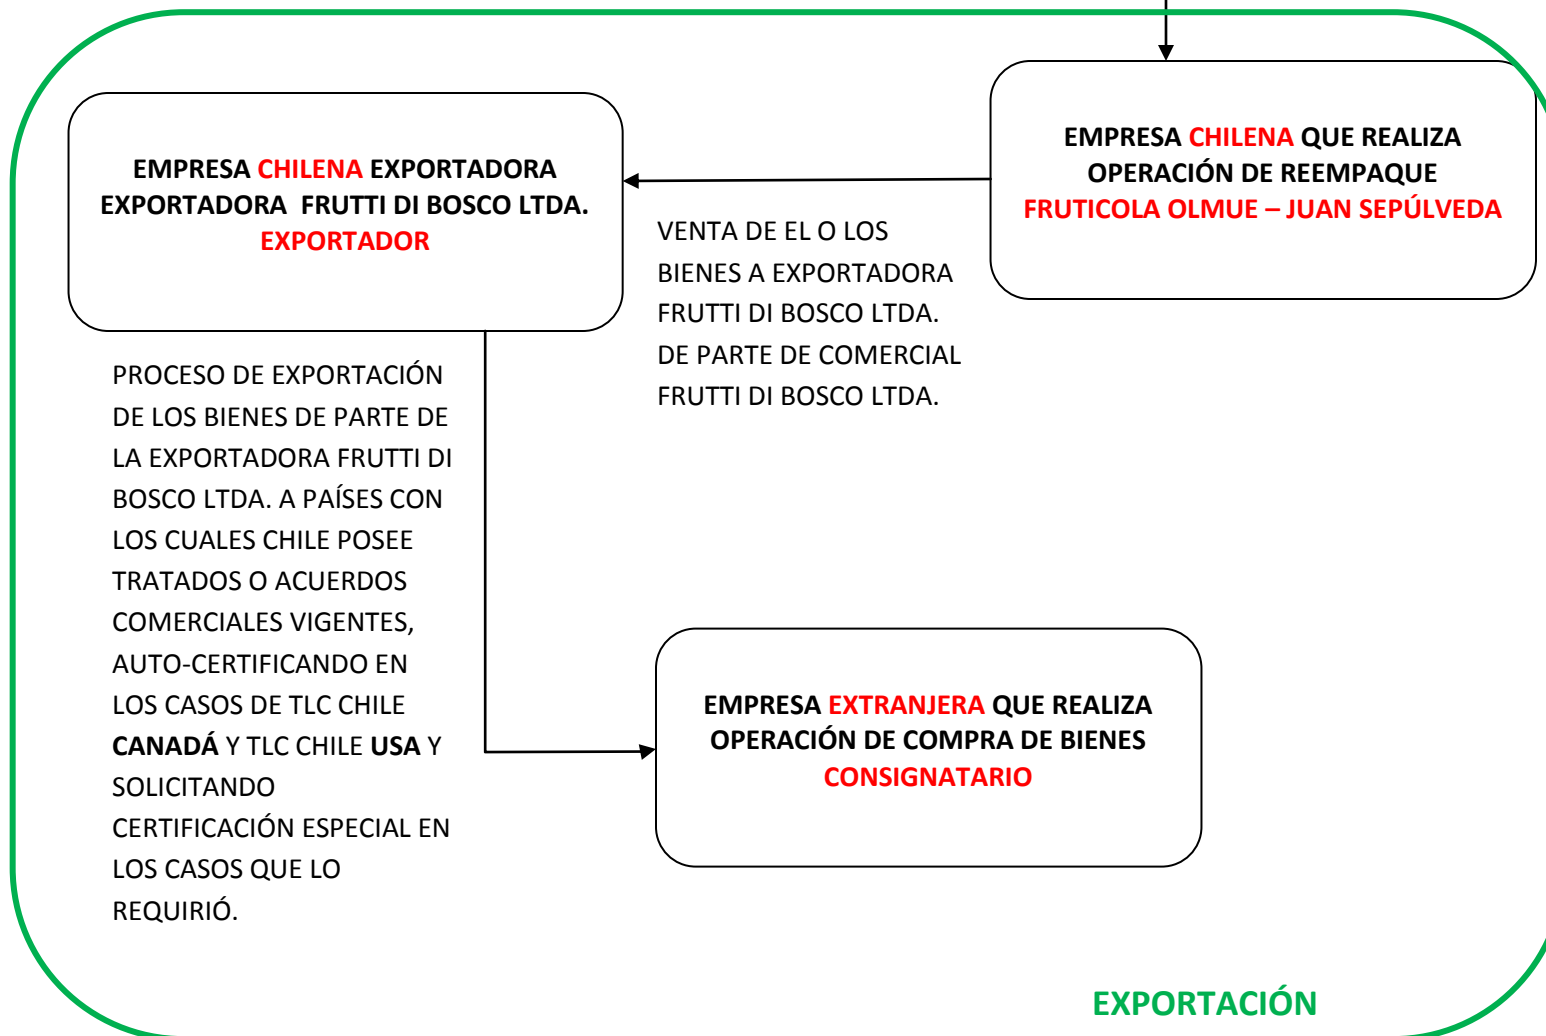 EMPRESA CHILENA QUE REALIZA
OPERACIÓN DE REEMPAQUE
FRUTICOLA OLMUE – JUAN SEPÚLVEDA
EMPRESA CHILENA EXPORTADORA
EXPORTADORA  FRUTTI DI BOSCO LTDA.
EXPORTADOR
VENTA DE EL O LOS
BIENES A EXPORTADORA
FRUTTI DI BOSCO LTDA.
DE PARTE DE COMERCIAL
FRUTTI DI BOSCO LTDA.
PROCESO DE EXPORTACIÓN
DE LOS BIENES DE PARTE DE
LA EXPORTADORA FRUTTI DI
BOSCO LTDA. A PAÍSES CON
LOS CUALES CHILE POSEE
TRATADOS O ACUERDOS
COMERCIALES VIGENTES,
AUTO-CERTIFICANDO EN
LOS CASOS DE TLC CHILE
CANADÁ Y TLC CHILE USA Y
SOLICITANDO
CERTIFICACIÓN ESPECIAL EN
LOS CASOS QUE LO
REQUIRIÓ.
EMPRESA EXTRANJERA QUE REALIZA
OPERACIÓN DE COMPRA DE BIENES
CONSIGNATARIO
EXPORTACIÓN